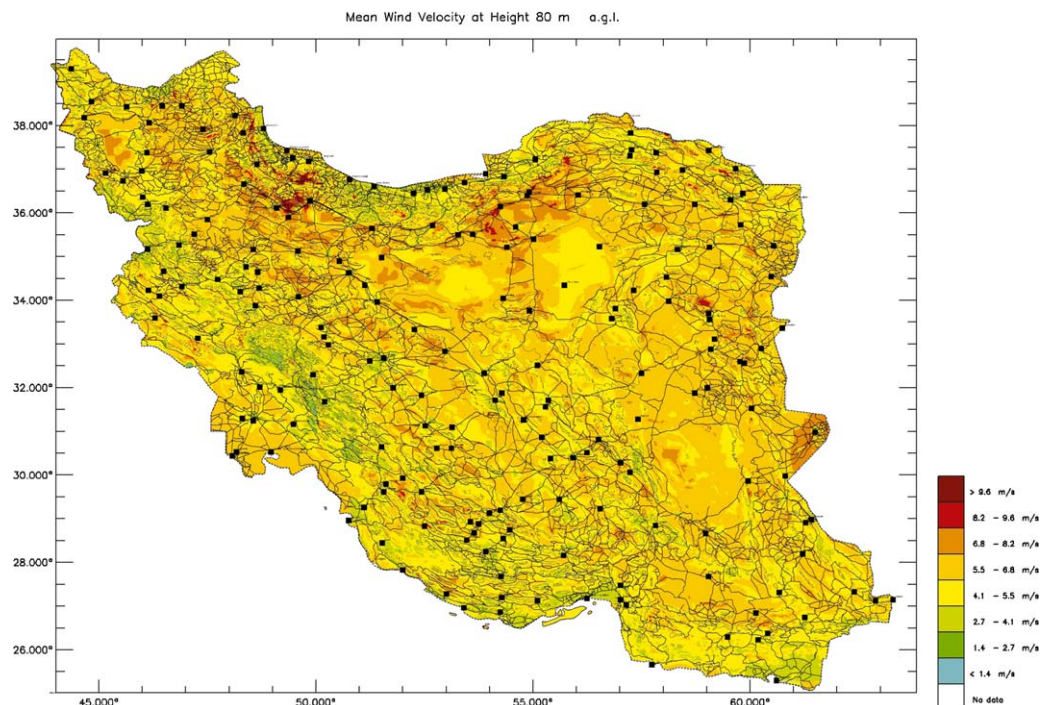 Mean Wind Velocity at Height 80 m a.g.l.
38.000°
36.000°
34.000°
32.000°
30.000°
28.000°
26.000°
45.000°
50.000°
55.000°
60.000°
> 9.6 m/s
8.2 - 9.6 m/s
6.8 - 8.2 m/s
5.5 - 6.8 m/s
4.1 - 5.5 m/s
2.7 - 4.1 m/s
1.4 - 2.7 m/s
< 1.4 m/s
No data